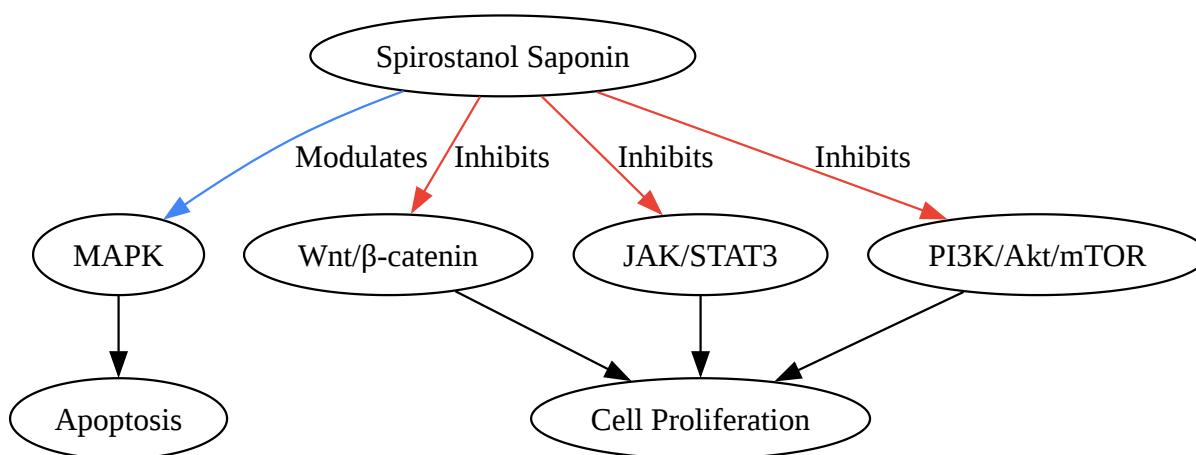 Spirostanol Saponin
Modulates
Inhibits
Inhibits
Inhibits
MAPK
Wnt/β-catenin
JAK/STAT3
PI3K/Akt/mTOR
Apoptosis
Cell Proliferation